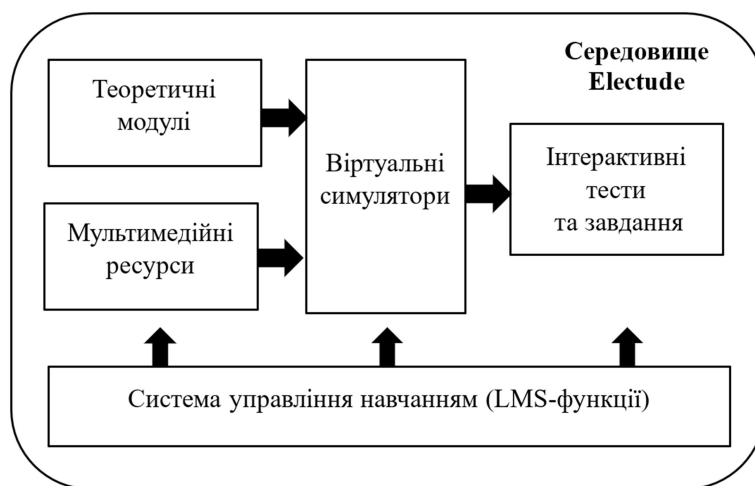 Середовище
Electude
Теоретичні
модулі
Мультимедійні
ресурси
Віртуальні
симулятори
Інтерактивні
тести
та завдання
Система управління навчанням (LMS-функції)